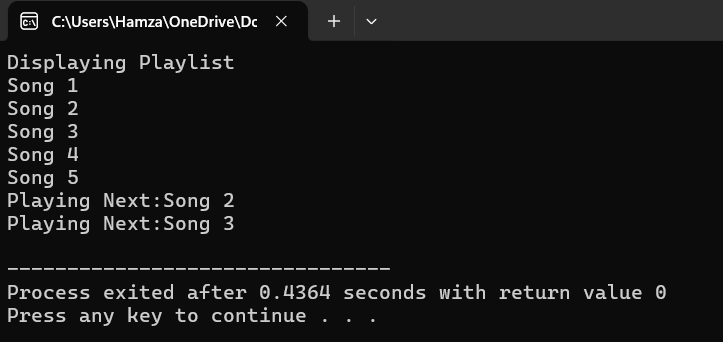 C:\Users\Hamza\OneDrive\Dc
Displaying Playlist
Song 1
Song 2
Song 3
Song 4
Song 5
Playing Next:Song 2
Playing Next:Song 3
--------------------------------
Process exited after 0.4364 seconds with return value 0
Press any key to continue . . .